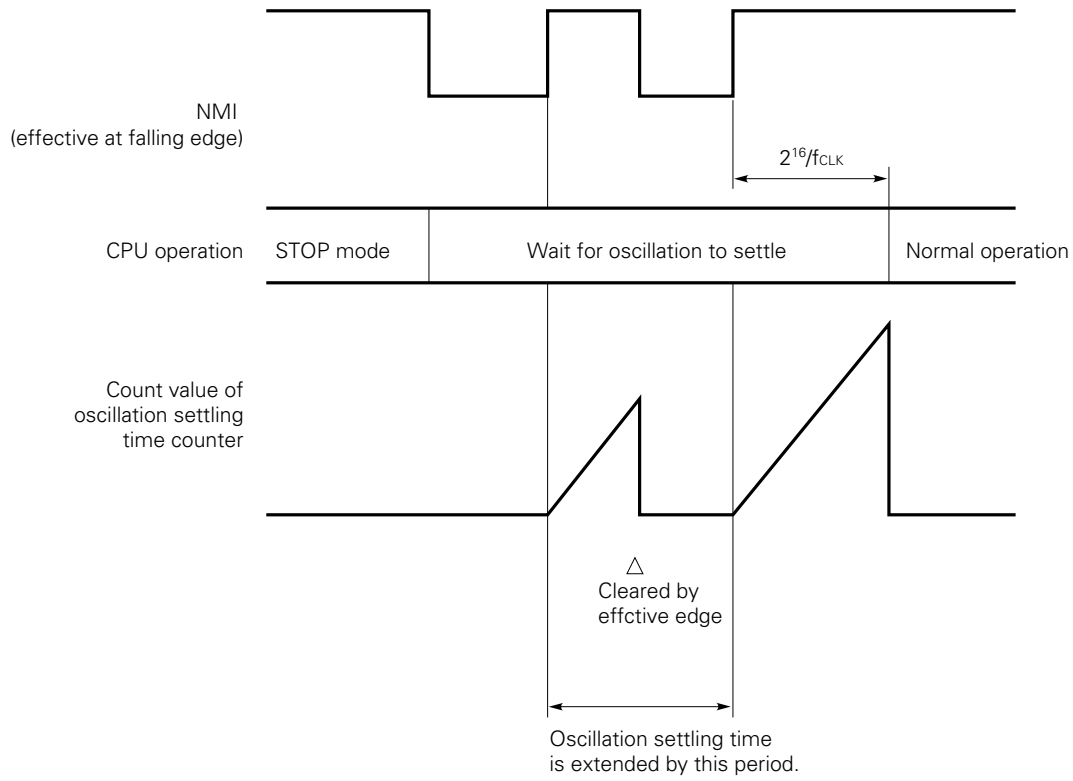 NMI
(effective at falling edge)
2¹⁶/fCLK
CPU operation
STOP mode
Wait for oscillation to settle
Normal operation
Count value of
oscillation settling
time counter
Cleared by
effctive edge
Oscillation settling time
is extended by this period.